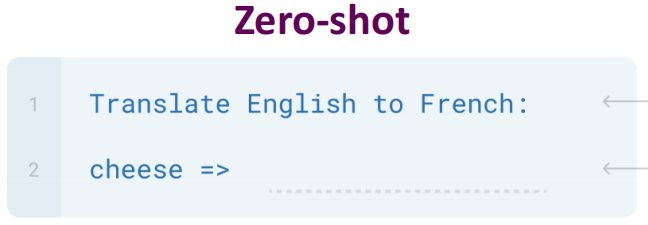 Zero-shot
1 Translate English to French:
2 cheese =>